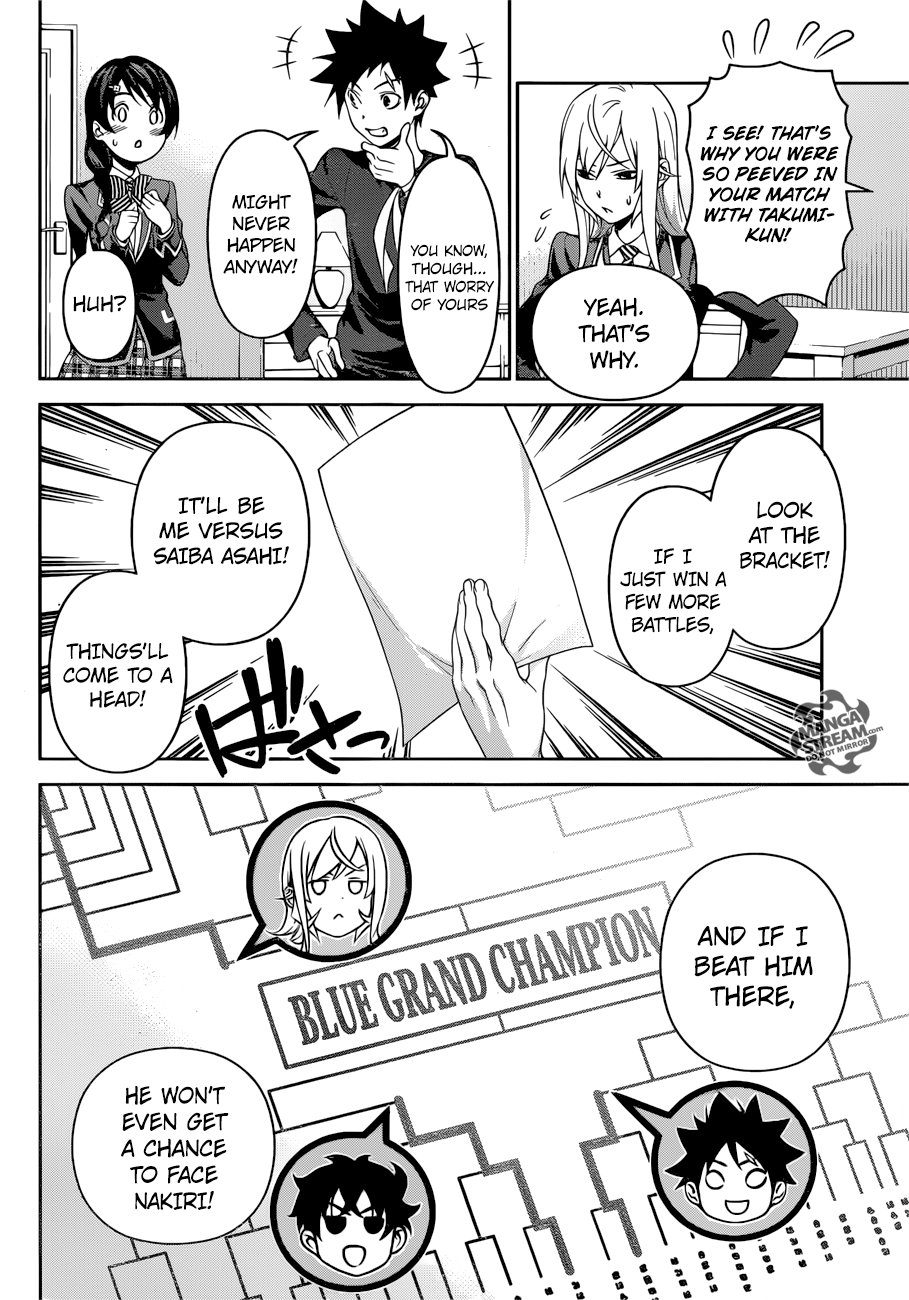 I SEE! THAT'S
WHY YOU WERE
SO PEEVED IN
YOUR MATCH
WITH TAKUMI-
KUN!
YEAH.
THAT'S
WHY.
YOU KNOW,
THOUGH...
THAT WORRY
OF YOURS
MIGHT
NEVER
HAPPEN
ANYWAY!
HUH?
LOOK
AT THE
BRACKET!
IF I
JUST WIN A
FEW MORE
BATTLES,
IT'LL BE
ME VERSUS
SAIBA ASAHI!
THINGS'LL
COME TO A
HEAD!
ばさっ
MANGA
STREAM.com
DO NOT MIRROR
AND IF I
BEAT HIM
THERE,
BLUE GRAND CHAMPION
HE WON'T
EVEN GET
A CHANCE
TO FACE
NAKIRI!